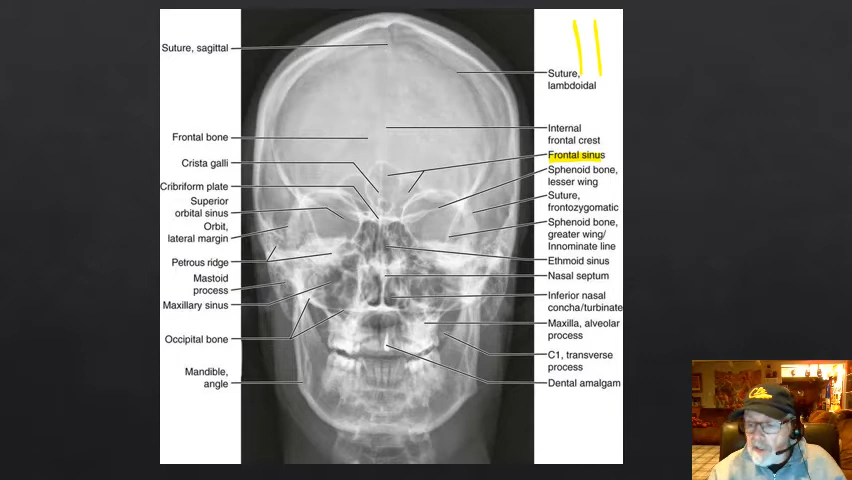 Suture, sagittal
Frontal bone
Crista galli
Cribriform plate
Superior
orbital sinus
Orbit,
lateral margin
Petrous ridge
Mastoid
process
Maxillary sinus
Occipital bone
Mandible,
angle
Suture,
lambdoidal
Internal
frontal crest
Frontal sinus
Sphenoid bone,
lesser wing
Suture,
frontozygomatic
Sphenoid bone,
greater wing/
Innominate line
Ethmoid sinus
Nasal septum
Inferior nasal
concha/turbinate
Maxilla, alveolar
process
C1, transverse
process
Dental amalgam